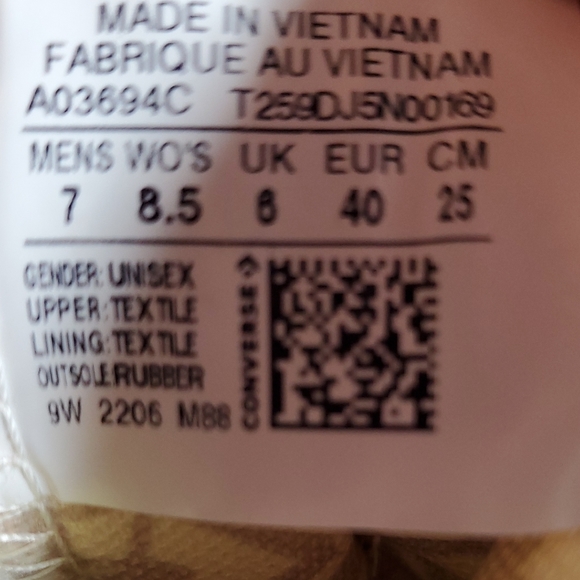 MADE IN VIETNAM
FABRIQUE AU VIETNAM
A03694C T259DJ5N00169
MENS WO'S UK EUR CM
7 8.5 6 40 25
GENDER: UNISEX
UPPER: TEXTILE
LINING: TEXTILE
OUTSOLE:RUBBER
9W 2206 M88
CONVERSE